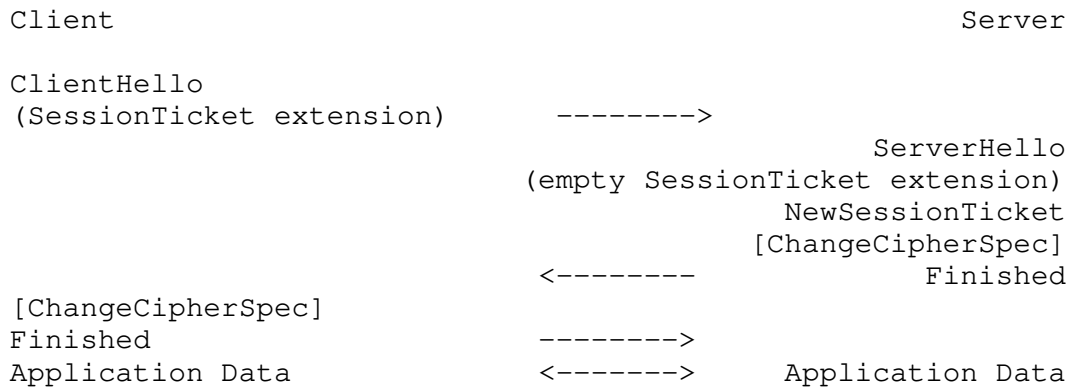 Client                                               Server

ClientHello
(SessionTicket extension)      -------->
                                                ServerHello
                            (empty SessionTicket extension)
                                           NewSessionTicket
                                         [ChangeCipherSpec]
                             <--------             Finished
[ChangeCipherSpec]
Finished                     -------->
Application Data             <------->     Application Data